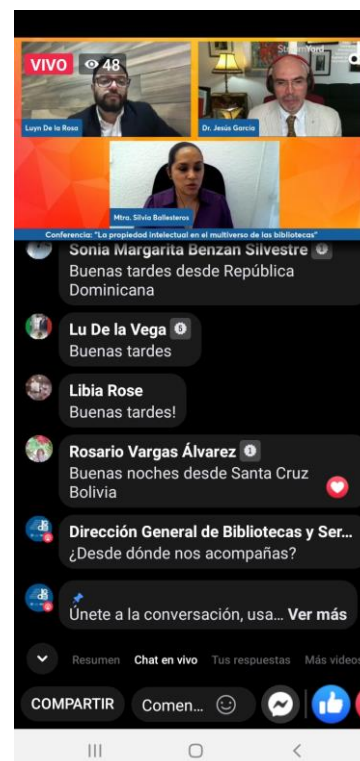 VIVO 48
StreamYard
Luyn De la Rosa
Dr. Jesús García
Mtra. Silvia Ballesteros
Conferencia: "La propiedad intelectual en el multiverso de las bibliotecas"
Sonia Margarita Benzan Silvestre
Buenas tardes desde República
Dominicana
Lu De la Vega 5
Buenas tardes
Libia Rose
Buenas tardes!
Rosario Vargas Álvarez 1
Buenas noches desde Santa Cruz
Bolivia
Dirección General de Bibliotecas y Ser...
¿Desde dónde nos acompañas?
Únete a la conversación, usa... Ver más
Resumen Chat en vivo Tus respuestas Más videos
COMPARTIR Comen...